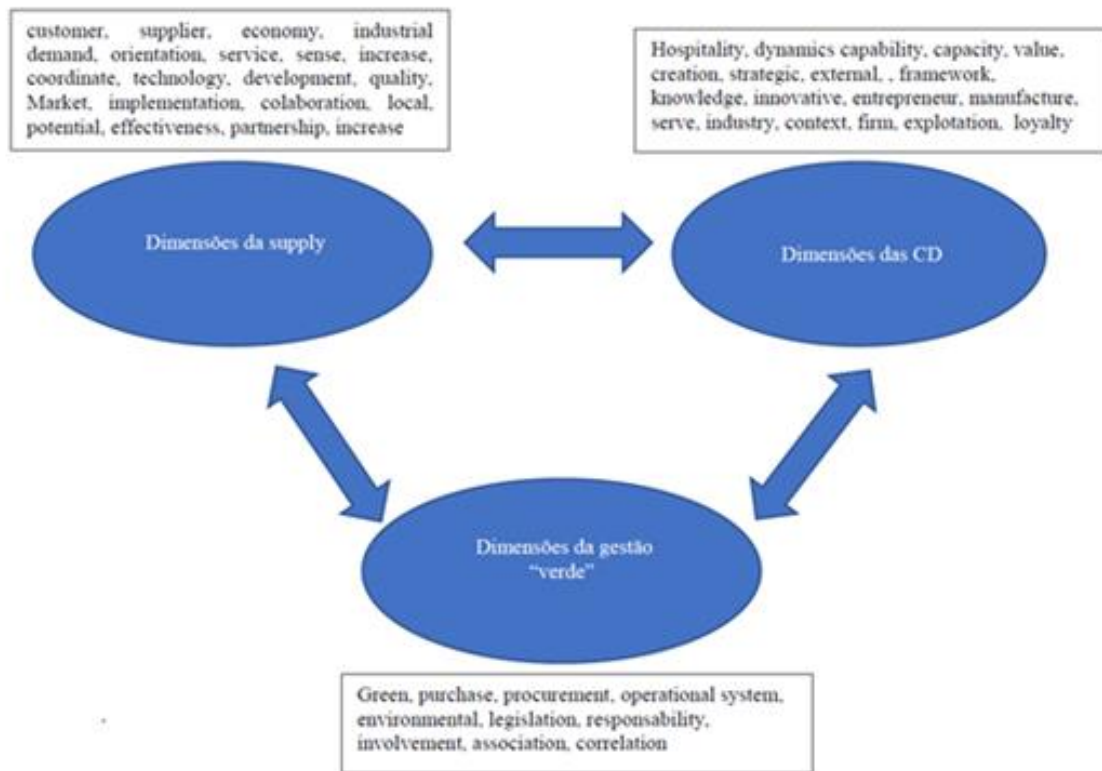 customer, supplier, economy, industrial
demand, orientation, service, sense, increase,
coordinate, technology, development, quality.
Market, implementation, colaboration, local,
potential, effectiveness, partnership, increase
Hospitality, dynamics capability, capacity, value,
creation, strategic, external, , framework,
knowledge, innovative, entrepreneur, manufacture,
serve, industry, context, firm, explotation, loyalty
Dimensões da supply
Dimensões das CD
Dimensões da gestão
“verde”
Green, purchase, procurement, operational system,
environmental, legislation, responsability,
involvement, association, correlation